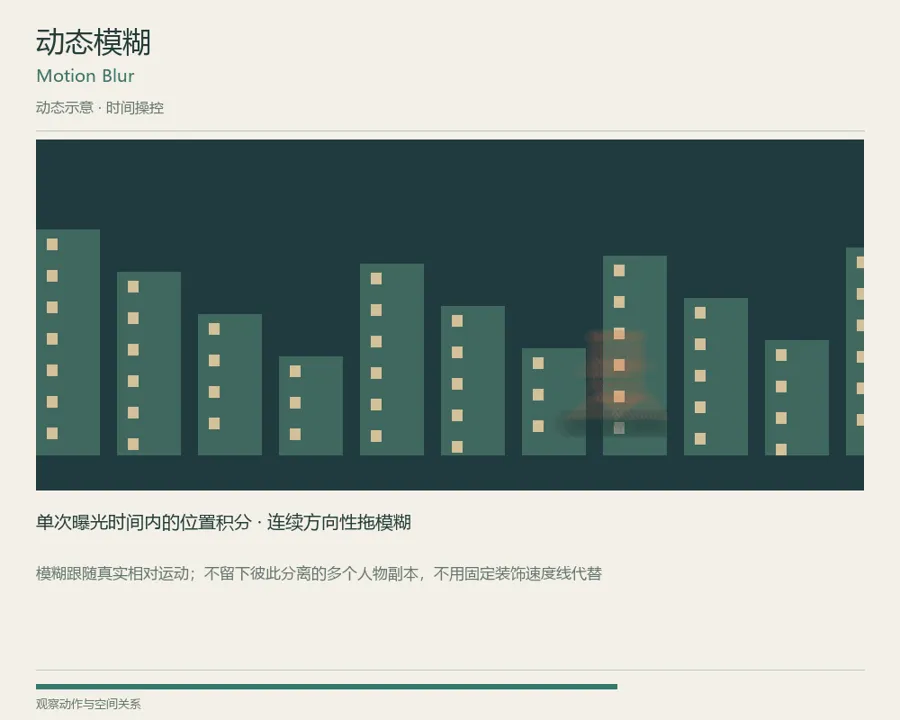 动态模糊
Motion Blur
动态示意 · 时间操控
单次曝光时间内的位置积分 · 连续方向性拖模糊
模糊跟随真实相对运动；不留下彼此分离的多个人物副本，不用固定装饰速度线代替
观察动作与空间关系